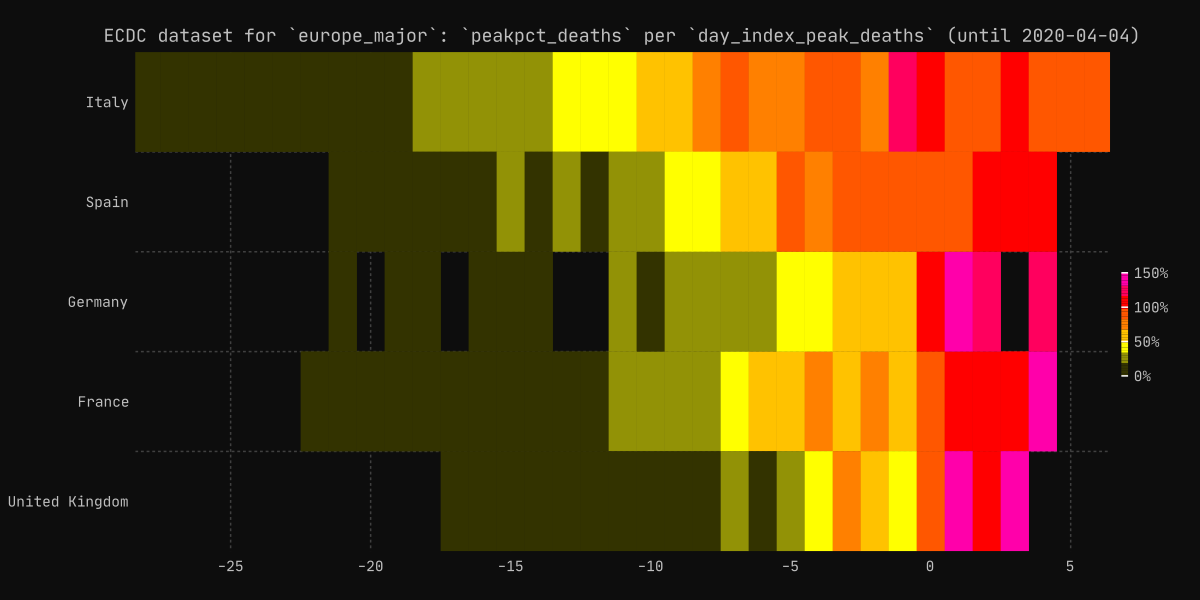 ECDC dataset for `europe_major`: `peakpct_deaths` per `day_index_peak_deaths` (until 2020-04-04)
Italy
Spain
Germany
France
United Kingdom
150%
100%
50%
0%
-25 -20 -15 -10 -5 0 5